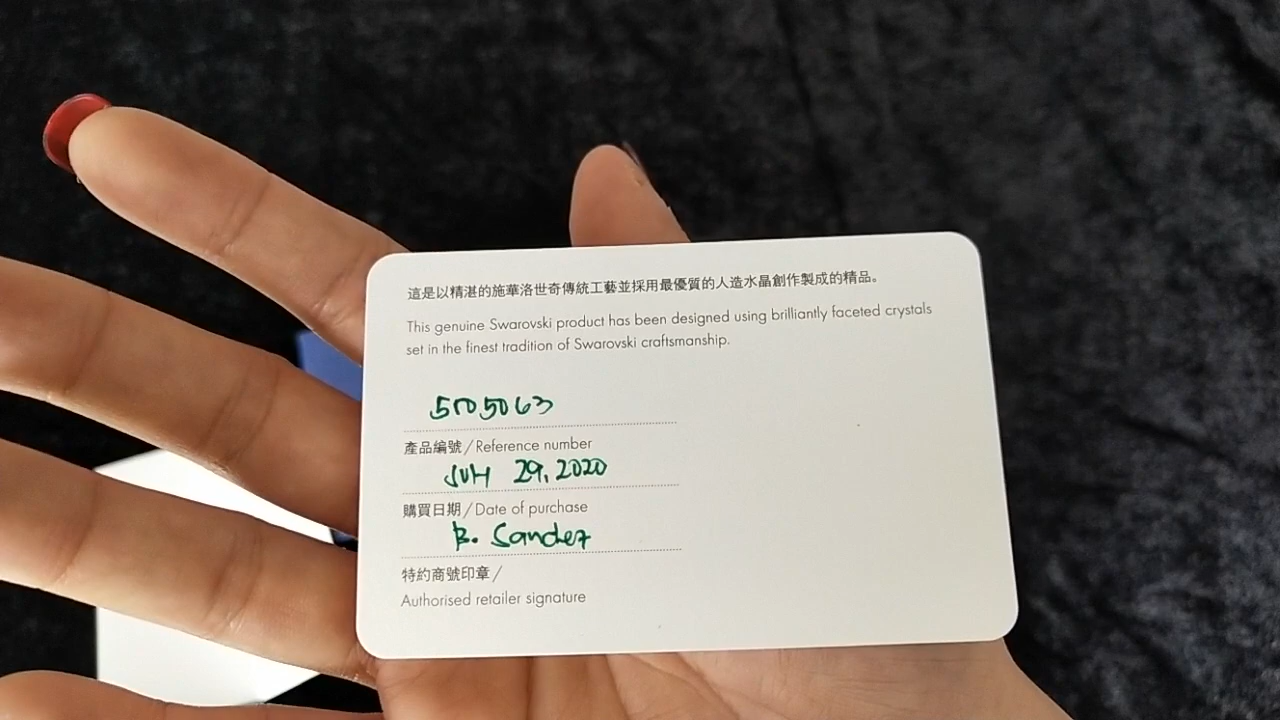 這是以精湛的施華洛世奇傳統工藝並採用最優質的人造水晶創作製成的精品。
This genuine Swarovski product has been designed using brilliantly faceted crystals
set in the finest tradition of Swarovski craftsmanship.
5105063
產品編號/Reference number
29, 2020
購買日期/Date of purchase
B. Sandez
特約商號印章/
Authorised retailer signature